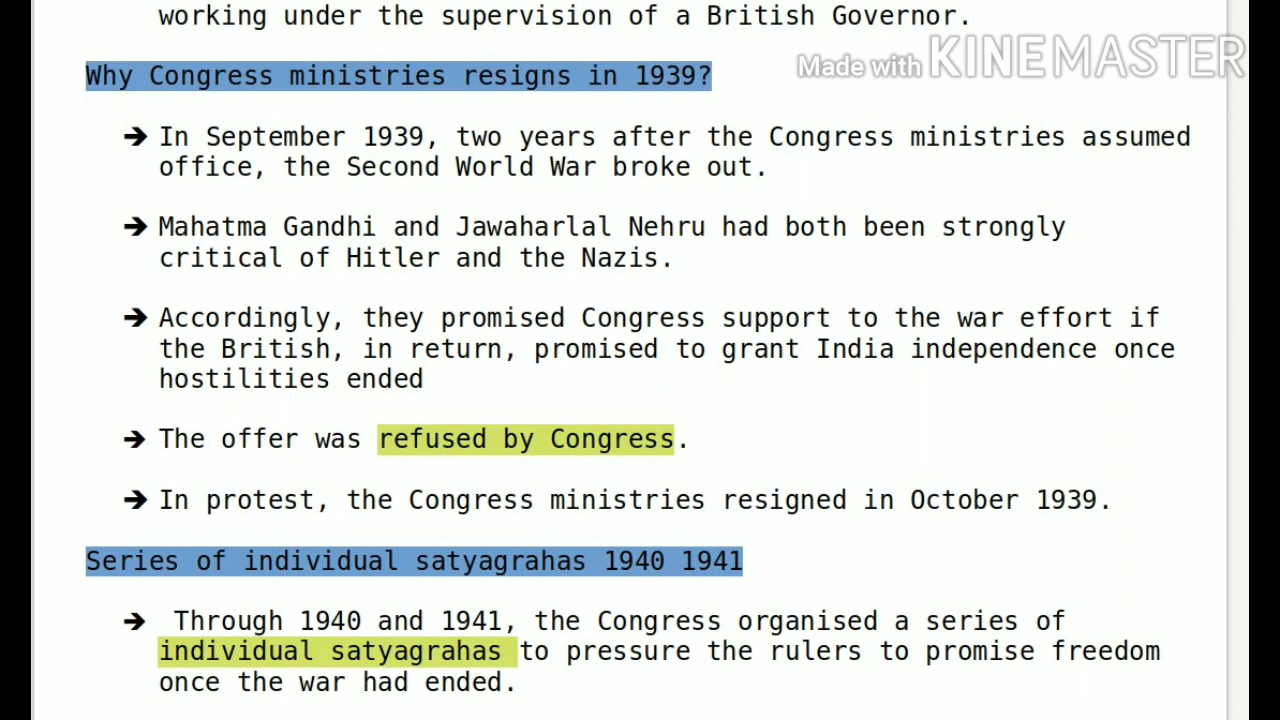 working under the supervision of a British Governor.
Made with KINEMASTER
Why Congress ministries resigns in 1939?
➔ In September 1939, two years after the Congress ministries assumed
office, the Second World War broke out.
➔ Mahatma Gandhi and Jawaharlal Nehru had both been strongly
critical of Hitler and the Nazis.
➔ Accordingly, they promised Congress support to the war effort if
the British, in return, promised to grant India independence once
hostilities ended
➔ The offer was refused by Congress.
➔ In protest, the Congress ministries resigned in October 1939.
Series of individual satyagrahas 1940 1941
➔ Through 1940 and 1941, the Congress organised a series of
individual satyagrahas to pressure the rulers to promise freedom
once the war had ended.